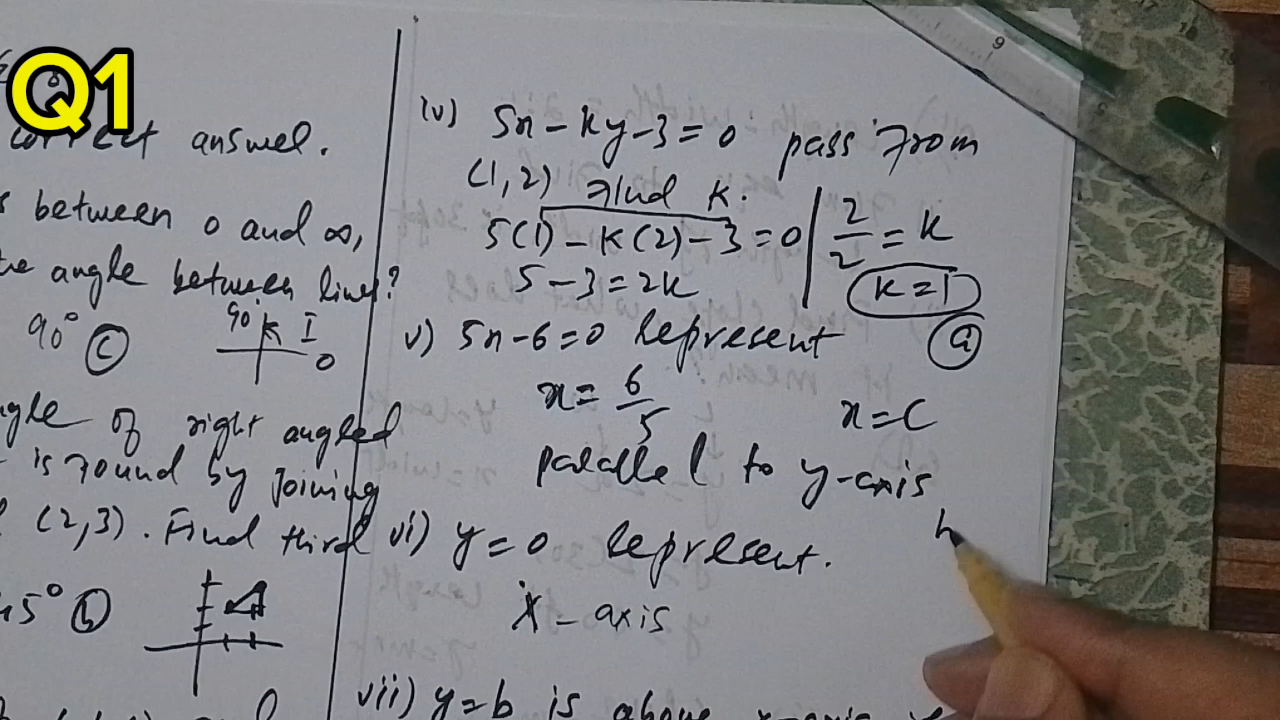 Q1
correct answer.
between 0 and ∞,
angle between lines?
90° (c)
90 K I
0
of right angled
is found by joining
(2,3). Find third
45° (b)
iv) 5x - ky - 3 = 0 pass from
(1, 2) find k.
5(1) - k(2) - 3 = 0
5 - 3 = 2k
2/2 = k
k = 1
(a)
v) 5x - 6 = 0 represent
x = 6/5
x = c
parallel to y-axis
vi) y = 0 represent.
X - axis
vii) y = b is above x-axis
9